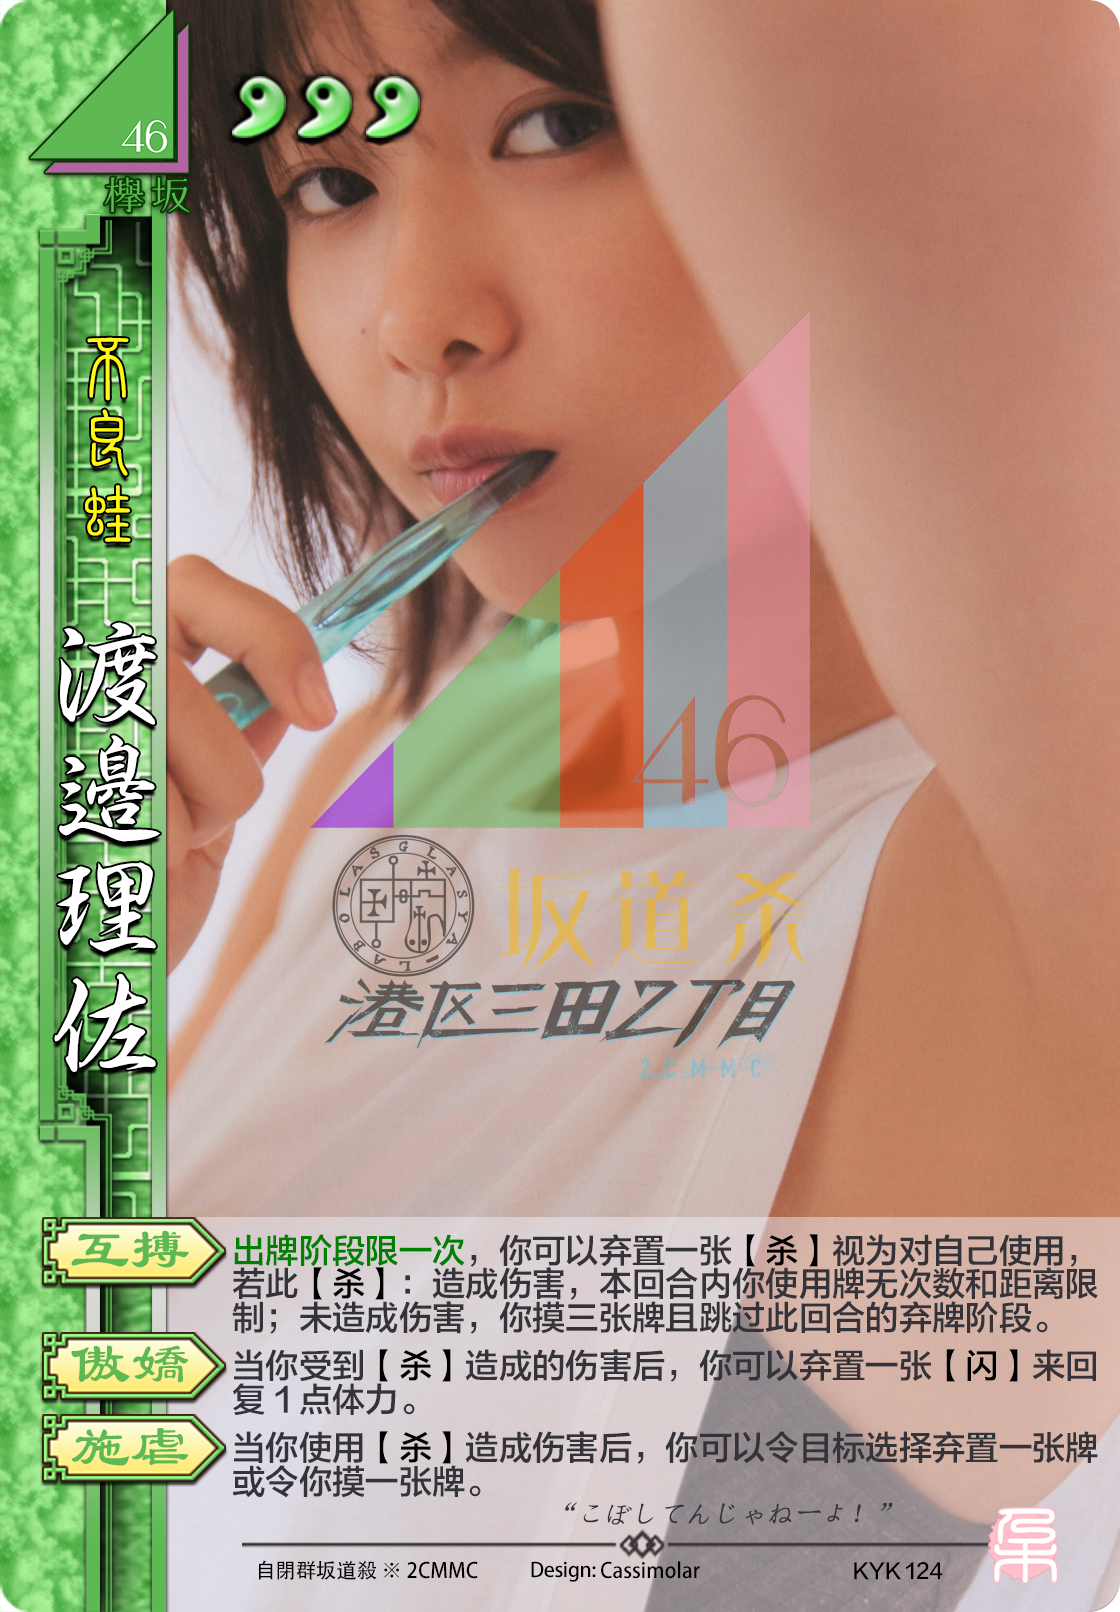 46
欅坂
不良蛙
渡邉理佐
46
GLASYA-LABOLAS
坂道杀
港区三田2丁目
2CMMC
互搏
出牌阶段限一次，你可以弃置一张【杀】视为对自己使用，
若此【杀】：造成伤害，本回合内你使用牌无次数和距离限
制；未造成伤害，你摸三张牌且跳过此回合的弃牌阶段。
傲嬌
当你受到【杀】造成的伤害后，你可以弃置一张【闪】来回
复1点体力。
施虐
当你使用【杀】造成伤害后，你可以令目标选择弃置一张牌
或令你摸一张牌。
“こぼしてんじゃねーよ！”
自閉群坂道殺 ※ 2CMMC
Design: Cassimolar
KYK 124